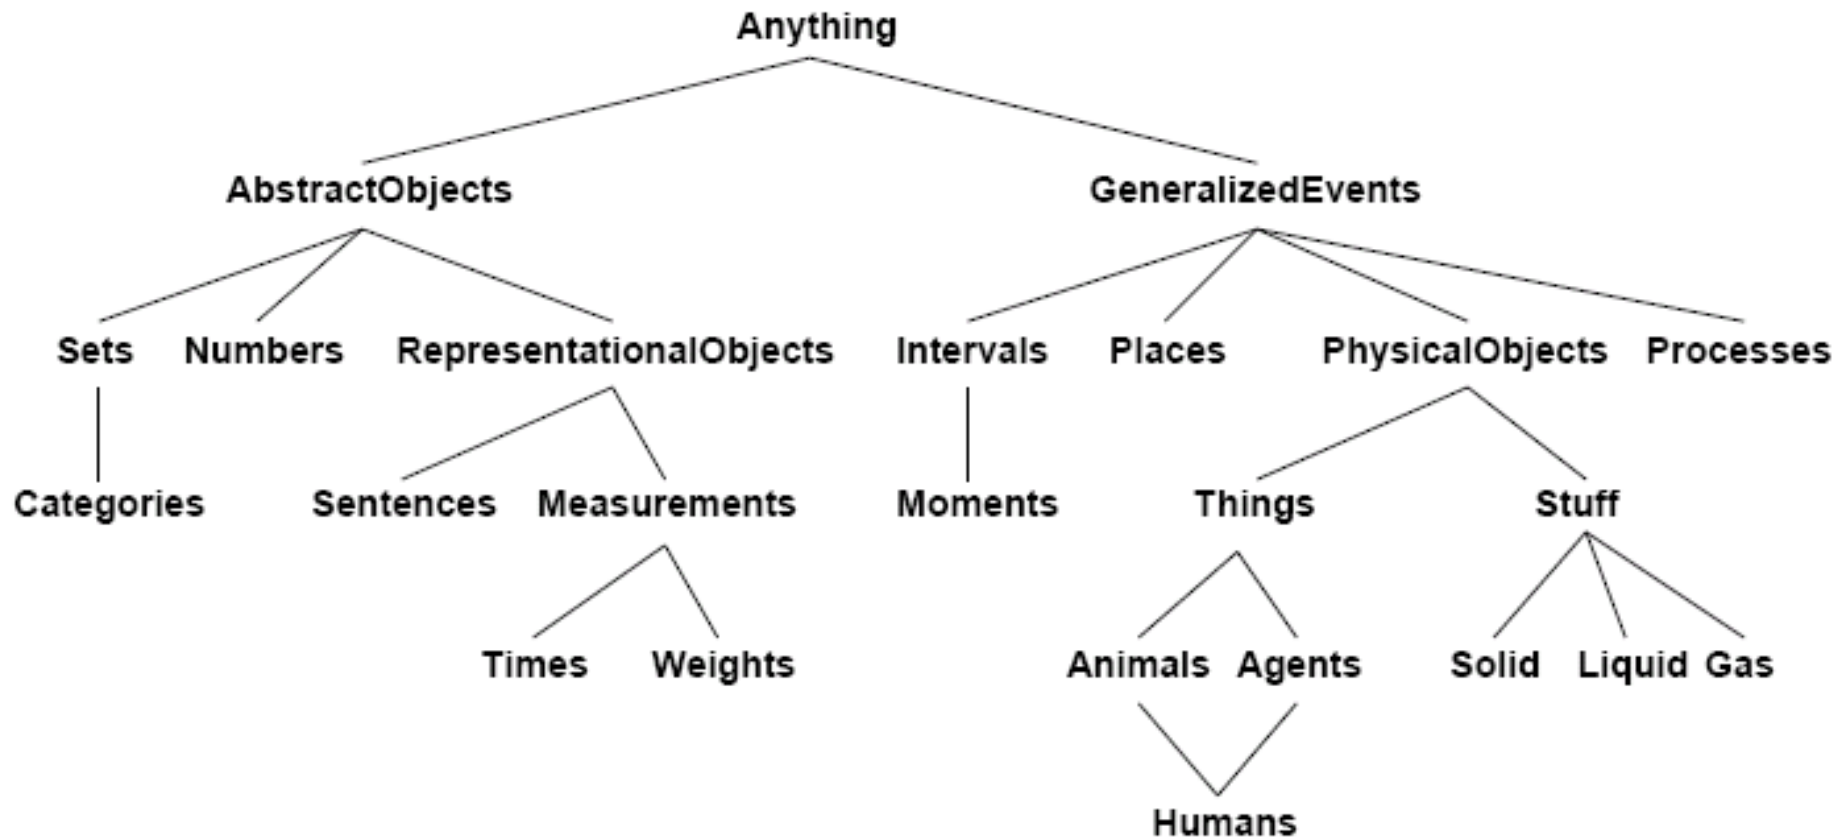 Anything
AbstractObjects GeneralizedEvents
Sets Numbers RepresentationalObjects Intervals Places PhysicalObjects Processes
Categories Sentences Measurements Moments Things Stuff
Times Weights Animals Agents Solid Liquid Gas
Humans